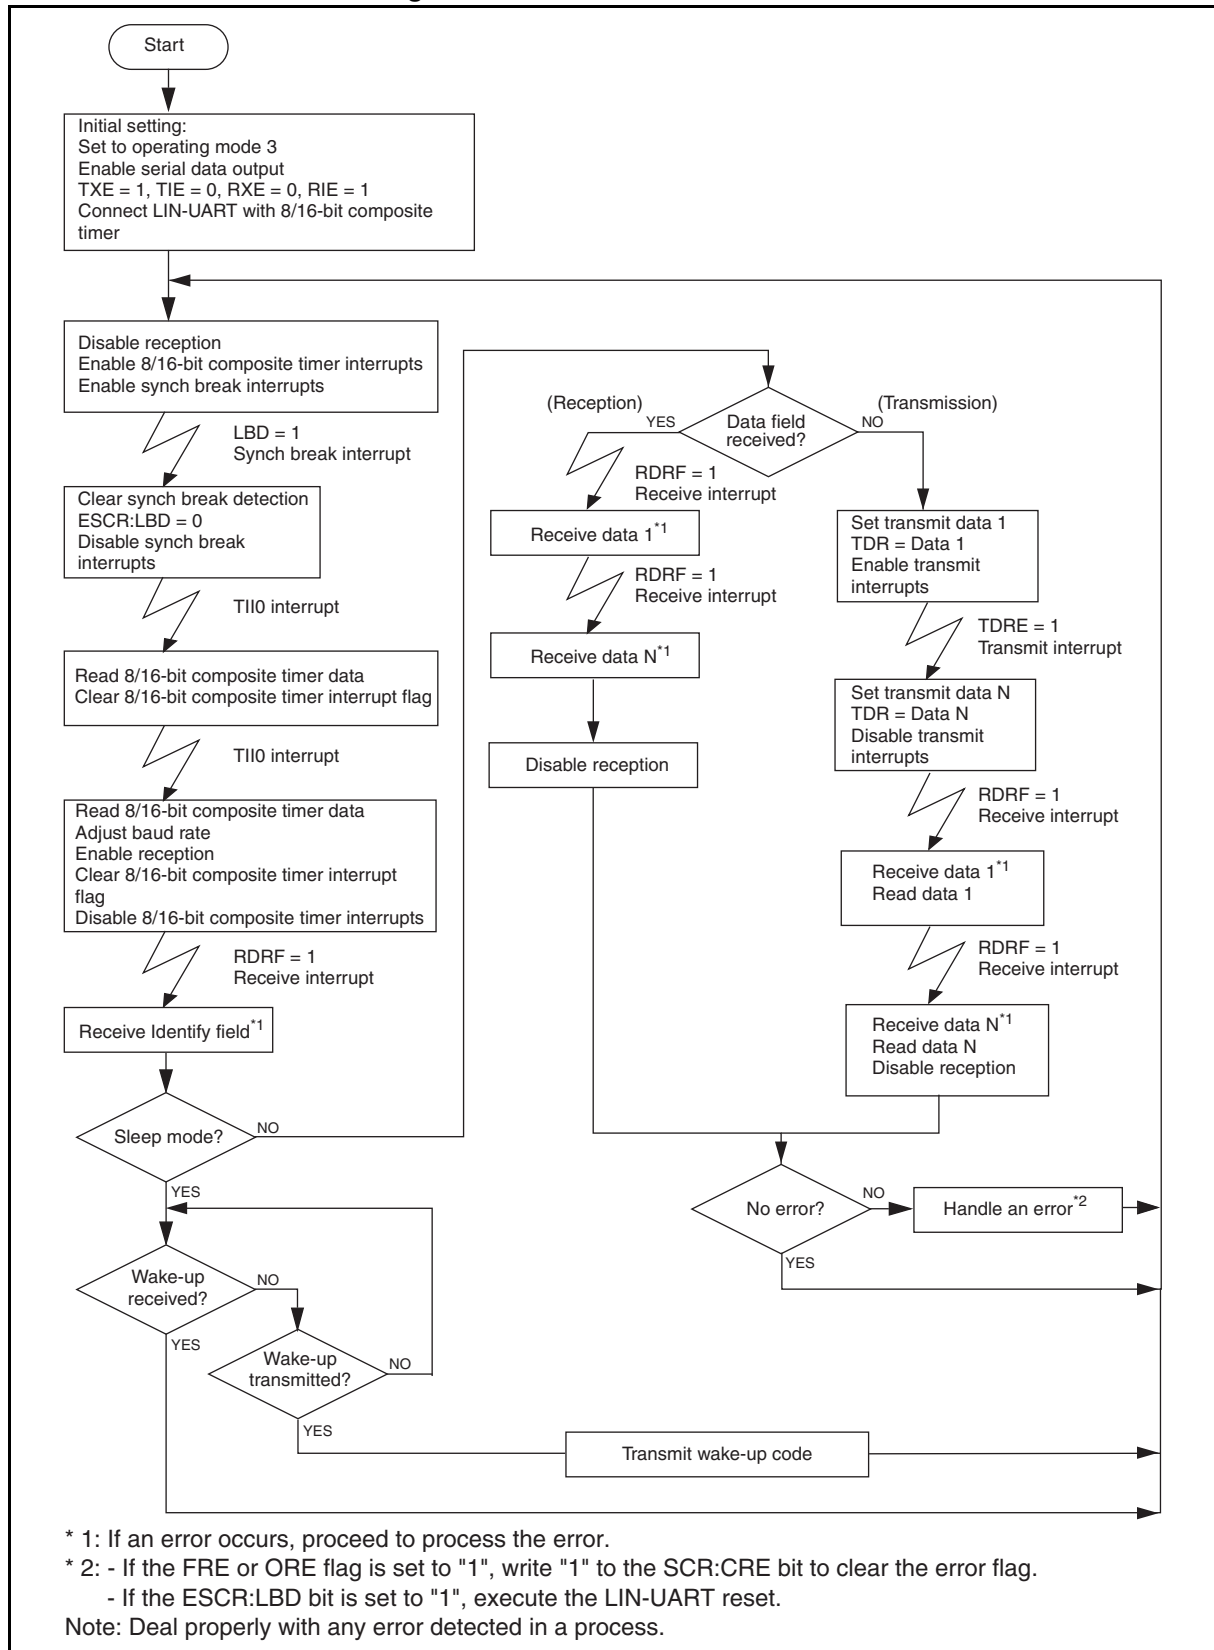 Start
Initial setting:
Set to operating mode 3
Enable serial data output
TXE = 1, TIE = 0, RXE = 0, RIE = 1
Connect LIN-UART with 8/16-bit composite
timer
Disable reception
Enable 8/16-bit composite timer interrupts
Enable synch break interrupts
LBD = 1
Synch break interrupt
Clear synch break detection
ESCR:LBD = 0
Disable synch break
interrupts
TII0 interrupt
Read 8/16-bit composite timer data
Clear 8/16-bit composite timer interrupt flag
TII0 interrupt
Read 8/16-bit composite timer data
Adjust baud rate
Enable reception
Clear 8/16-bit composite timer interrupt
flag
Disable 8/16-bit composite timer interrupts
RDRF = 1
Receive interrupt
Receive Identify field*1
Sleep mode?
NO
YES
Wake-up
received?
NO
YES
Wake-up
transmitted?
NO
YES
Transmit wake-up code
Data field
received?
(Reception)
YES
(Transmission)
NO
RDRF = 1
Receive interrupt
Receive data 1*1
RDRF = 1
Receive interrupt
Receive data N*1
Disable reception
Set transmit data 1
TDR = Data 1
Enable transmit
interrupts
TDRE = 1
Transmit interrupt
Set transmit data N
TDR = Data N
Disable transmit
interrupts
RDRF = 1
Receive interrupt
Receive data 1*1
Read data 1
RDRF = 1
Receive interrupt
Receive data N*1
Read data N
Disable reception
No error?
NO
YES
Handle an error*2
* 1: If an error occurs, proceed to process the error.
* 2: - If the FRE or ORE flag is set to "1", write "1" to the SCR:CRE bit to clear the error flag.
- If the ESCR:LBD bit is set to "1", execute the LIN-UART reset.
Note: Deal properly with any error detected in a process.